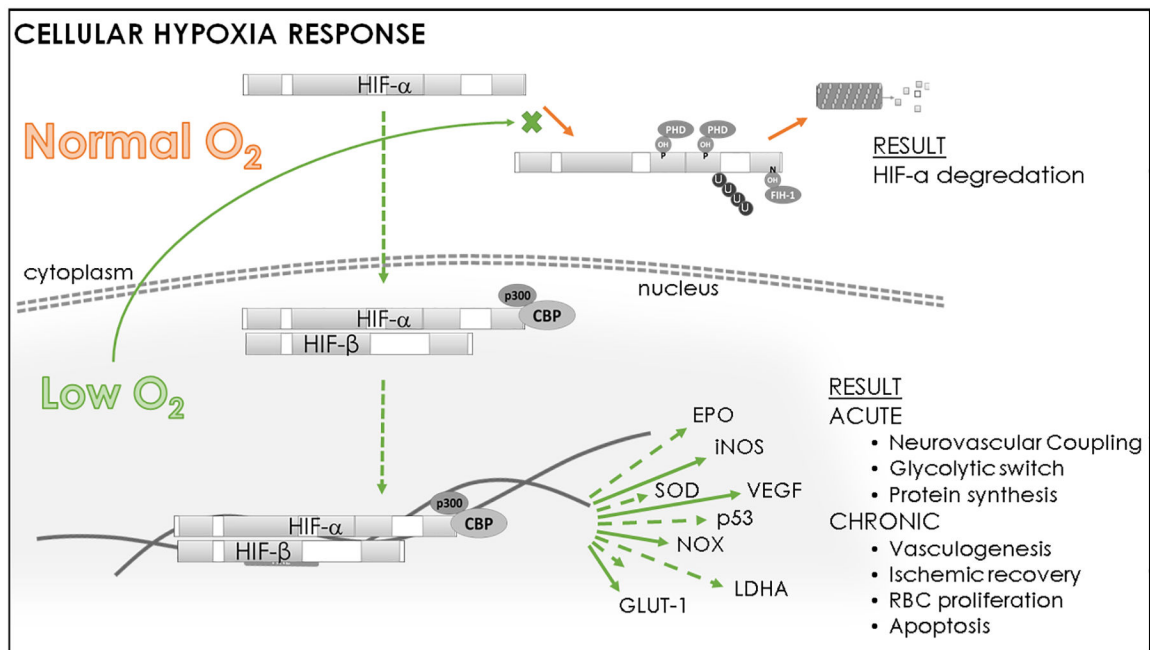 CELLULAR HYPOXIA RESPONSE
HIF-α
Normal O₂
PHD PHD
OH OH
P P
N
OH
FIH-1
U
U
U
U
RESULT
HIF-α degredation
cytoplasm
nucleus
p300
CBP
HIF-α
HIF-β
Low O₂
RESULT
ACUTE
• Neurovascular Coupling
• Glycolytic switch
• Protein synthesis
CHRONIC
• Vasculogenesis
• Ischemic recovery
• RBC proliferation
• Apoptosis
EPO
iNOS
SOD
VEGF
p53
NOX
LDHA
GLUT-1
p300
CBP
HIF-α
HIF-β